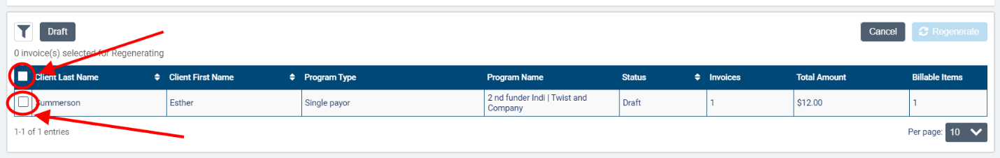 Draft
Cancel
Regenerate
0 invoice(s) selected for Regenerating
Client Last Name Client First Name Program Type Program Name Status Invoices Total Amount Billable Items
Summerson Esther Single payor 2 nd funder Indi | Twist and Draft 1 $12.00 1
Company
1-1 of 1 entries
Per page: 10